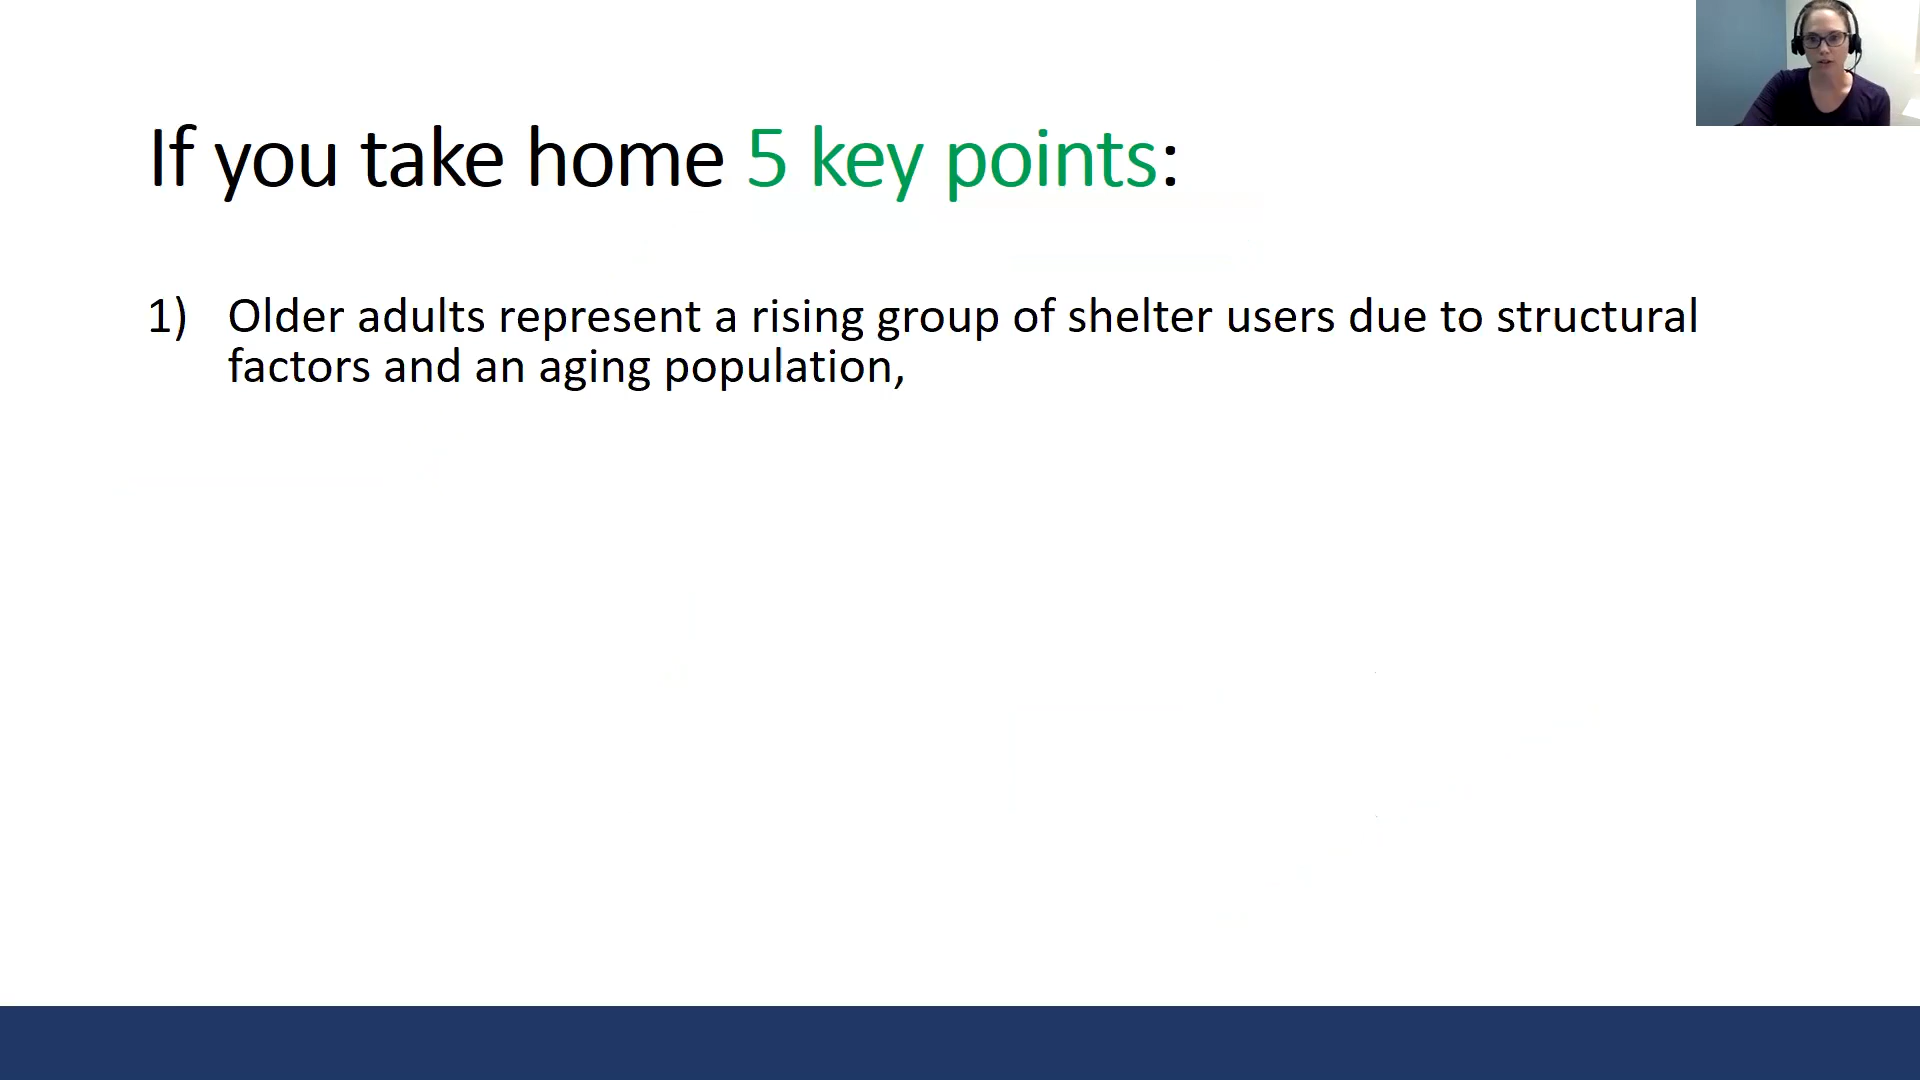 If you take home 5 key points:
1) Older adults represent a rising group of shelter users due to structural
factors and an aging population,